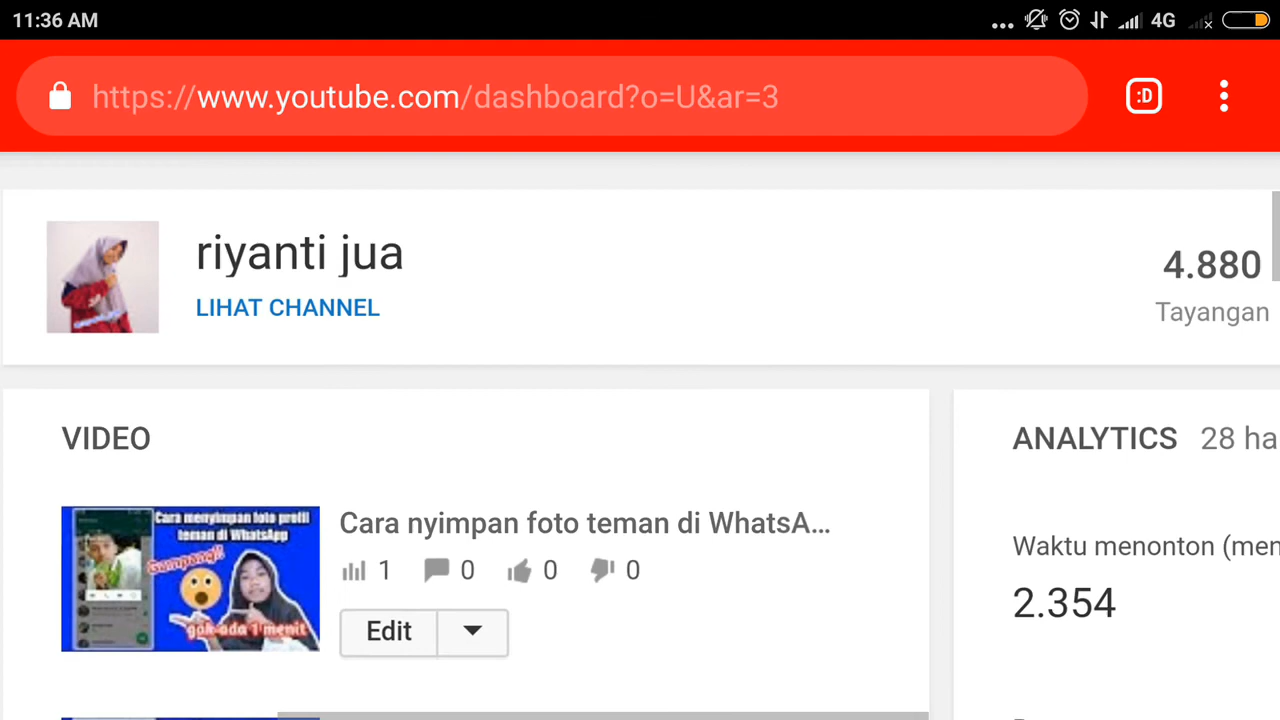 11:36 AM
4G
https://www.youtube.com/dashboard?o=U&ar=3
:D
riyanti jua
LIHAT CHANNEL
4.880
Tayangan
VIDEO
ANALYTICS 28 ha
Cara menyimpan foto profil
teman di WhatsApp
Gampang!!
gak ada 1 menit
Cara nyimpan foto teman di WhatsA...
1 0 0 0
Edit
Waktu menonton (men
2.354